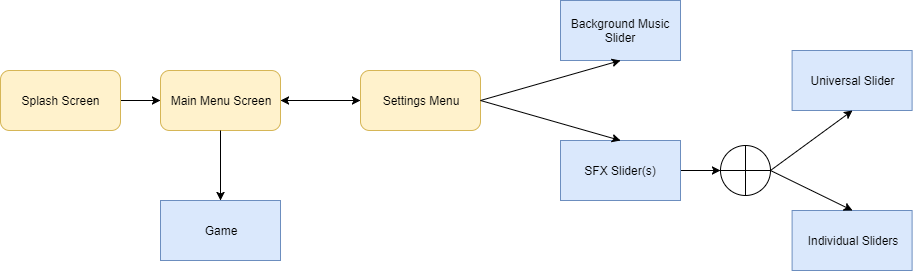 Background Music
Slider
Splash Screen
Main Menu Screen
Settings Menu
Universal Slider
SFX Slider(s)
Game
Individual Sliders